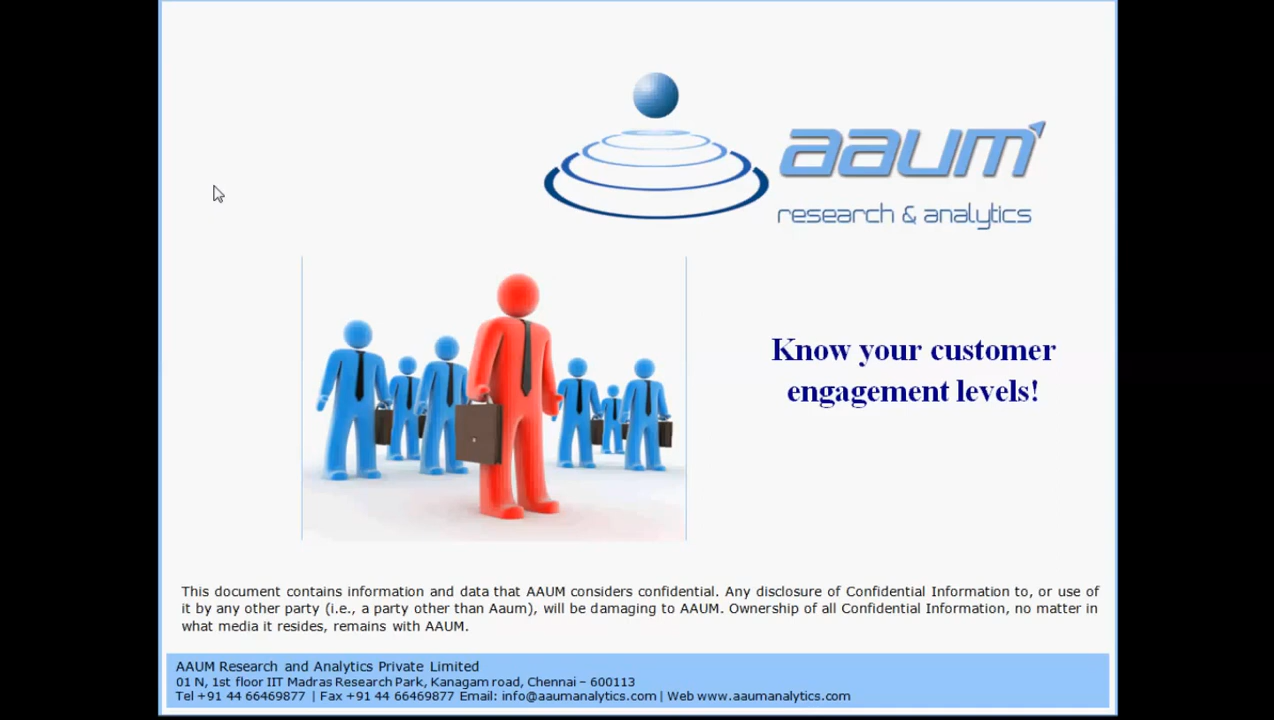 aaum
research & analytics
Know your customer
engagement levels!
This document contains information and data that AAUM considers confidential. Any disclosure of Confidential Information to, or use of
it by any other party (i.e., a party other than Aaum), will be damaging to AAUM. Ownership of all Confidential Information, no matter in
what media it resides, remains with AAUM.
AAUM Research and Analytics Private Limited
01 N, 1st floor IIT Madras Research Park, Kanagam road, Chennai – 600113
Tel +91 44 66469877 | Fax +91 44 66469877 Email: info@aaumanalytics.com | Web www.aaumanalytics.com